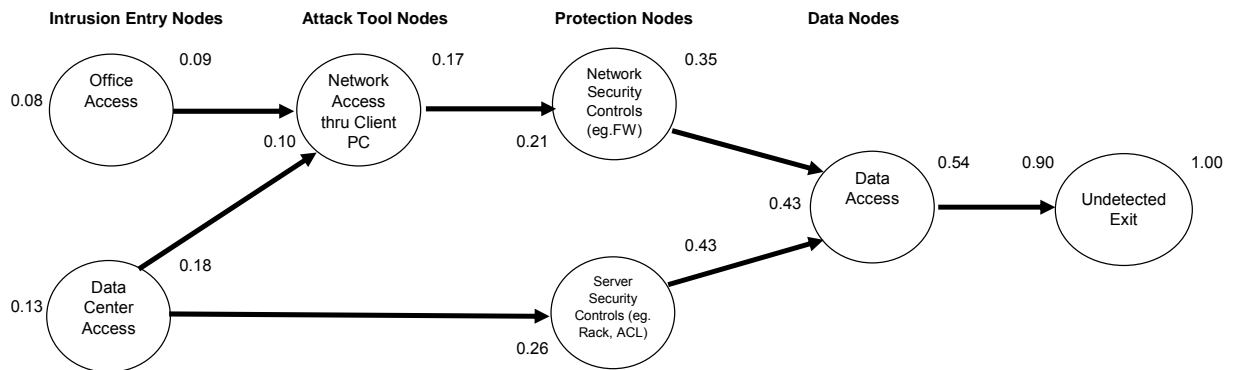 Intrusion Entry Nodes
Attack Tool Nodes
Protection Nodes
Data Nodes
0.08
Office
Access
0.09
0.10
Network
Access
thru Client
PC
0.17
0.21
Network
Security
Controls
(eg.FW)
0.35
0.43
Data
Access
0.54
0.90
Undetected
Exit
1.00
0.13
Data
Center
Access
0.18
0.26
Server
Security
Controls (eg.
Rack, ACL)
0.43